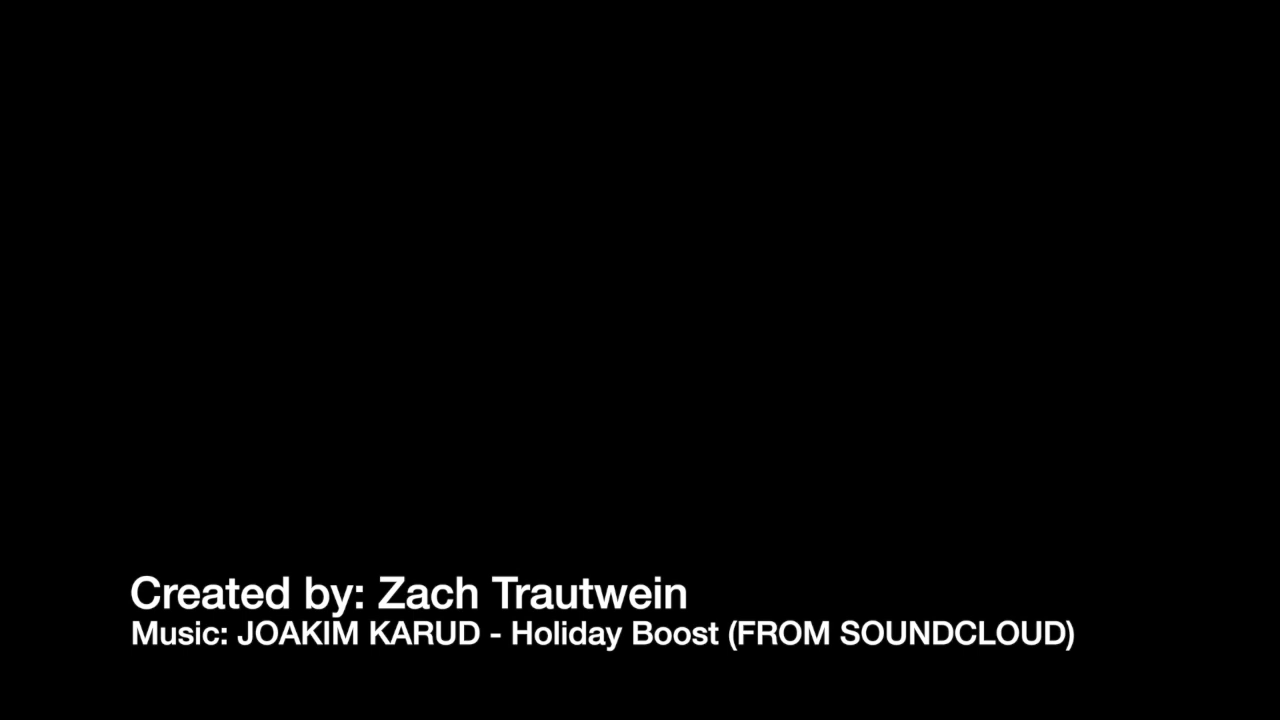 Created by: Zach Trautwein
Music: JOAKIM KARUD - Holiday Boost (FROM SOUNDCLOUD)